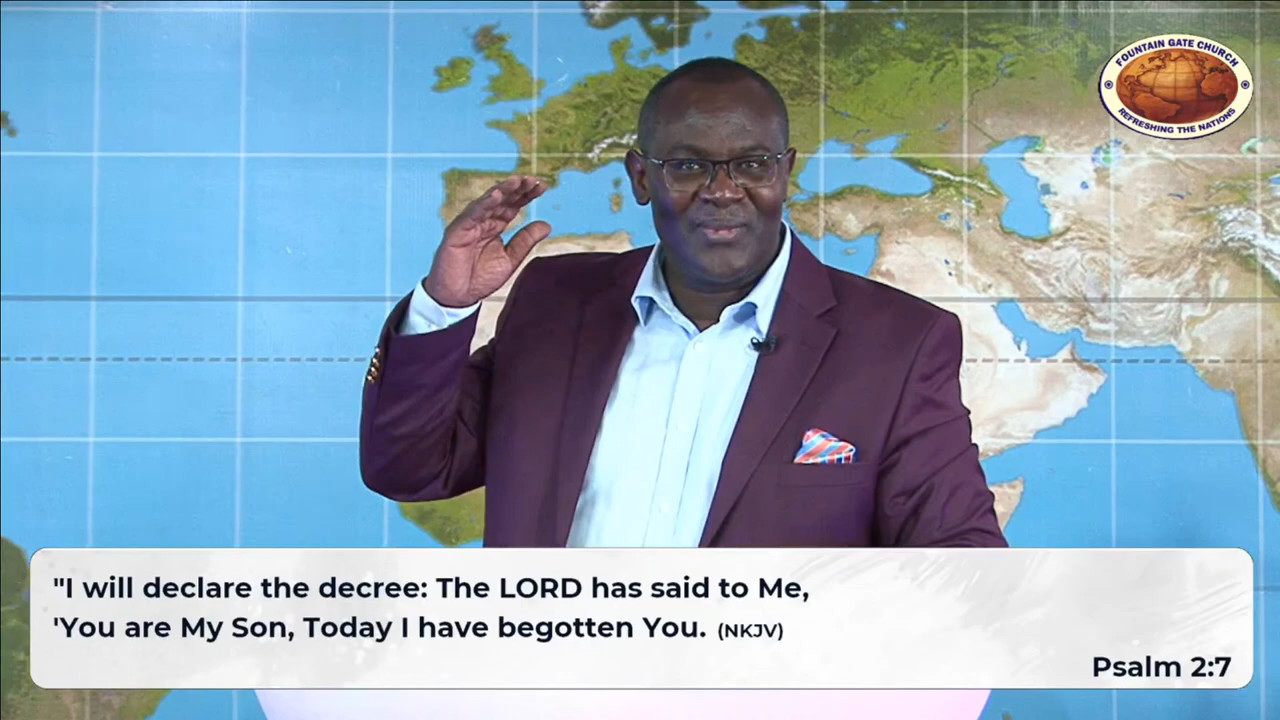 FOUNTAIN GATE CHURCH
REFRESHING THE NATIONS
"I will declare the decree: The LORD has said to Me,
'You are My Son, Today I have begotten You. (NKJV)
Psalm 2:7